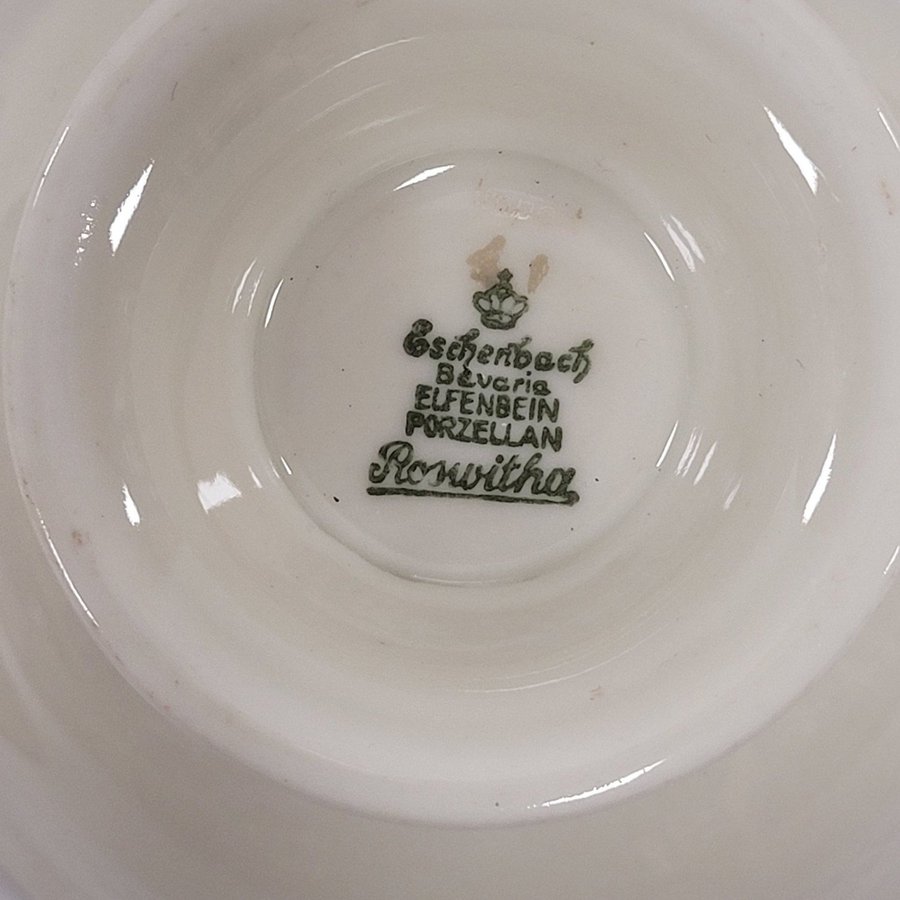 Eschenbach
Bavaria
ELFENBEIN
PORZELLAN
Roswitha